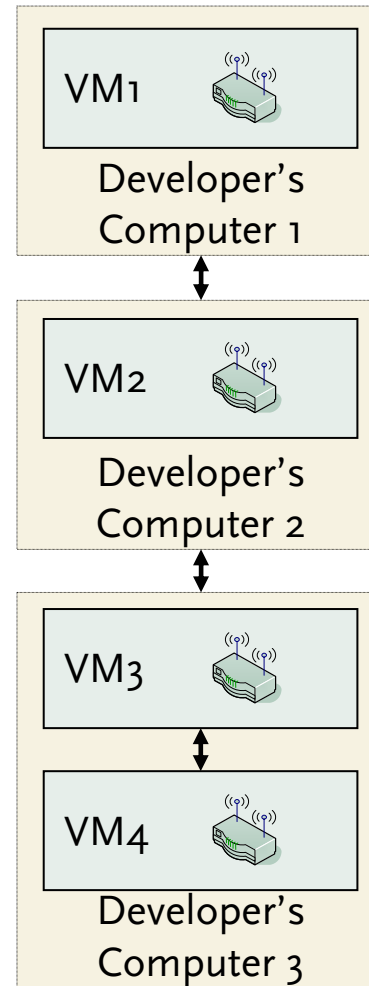 VM1
Developer's
Computer 1
VM2
Developer's
Computer 2
VM3
VM4
Developer's
Computer 3